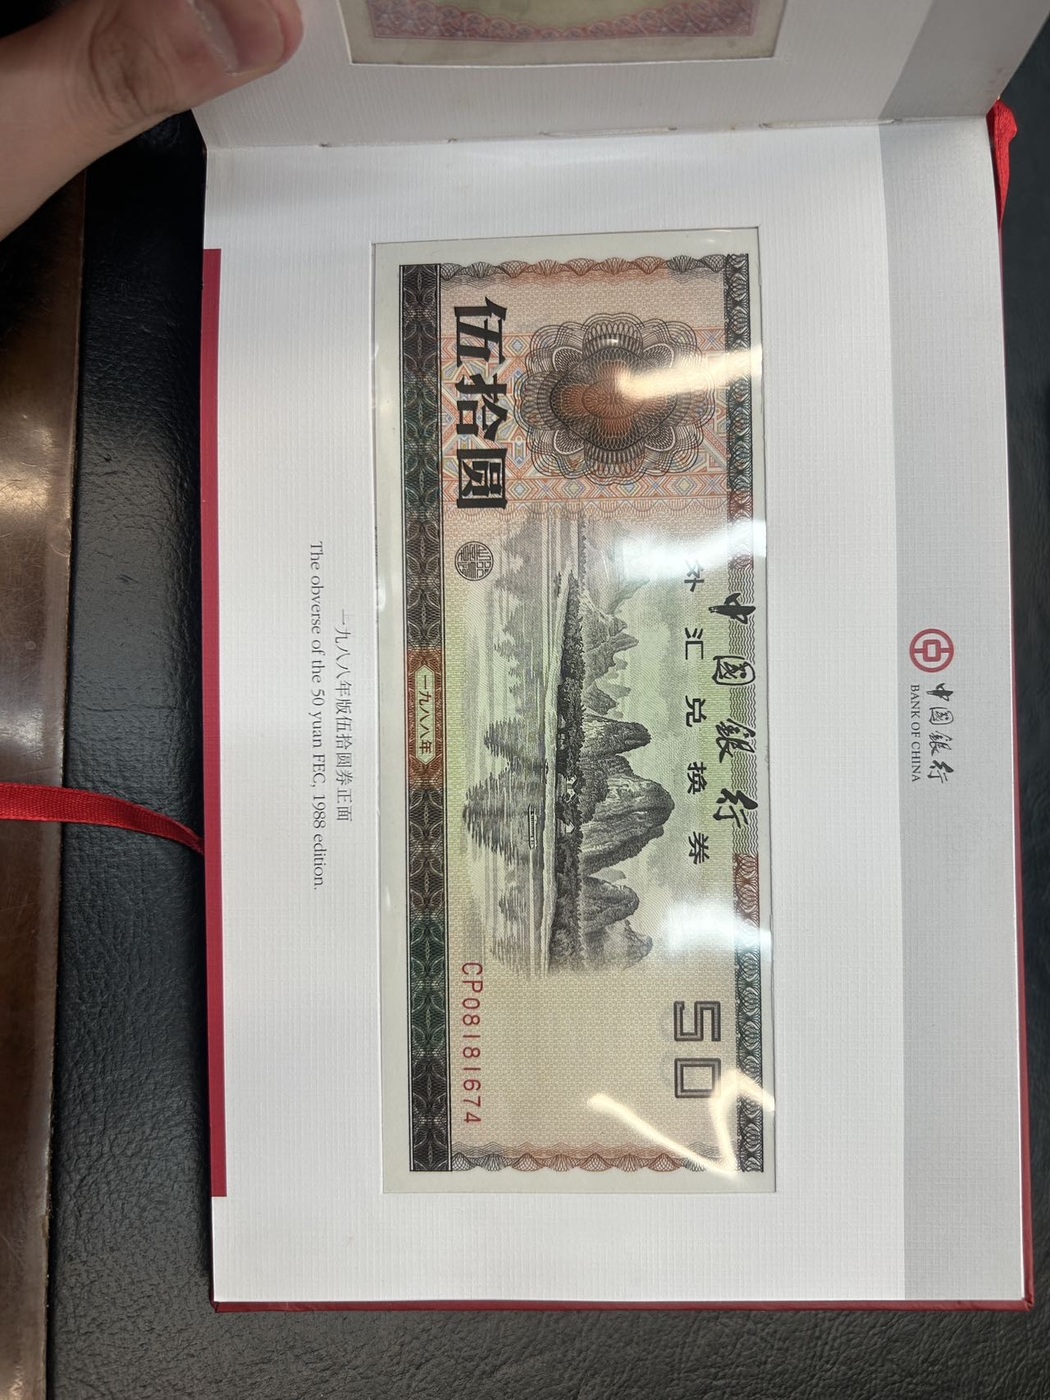 中国银行
BANK OF CHINA
中國銀行
外汇兑换券
50
伍拾圆
一九八八年
CP08181674
一九八八年版伍拾圆券正面
The obverse of the 50 yuan FEC, 1988 edition.